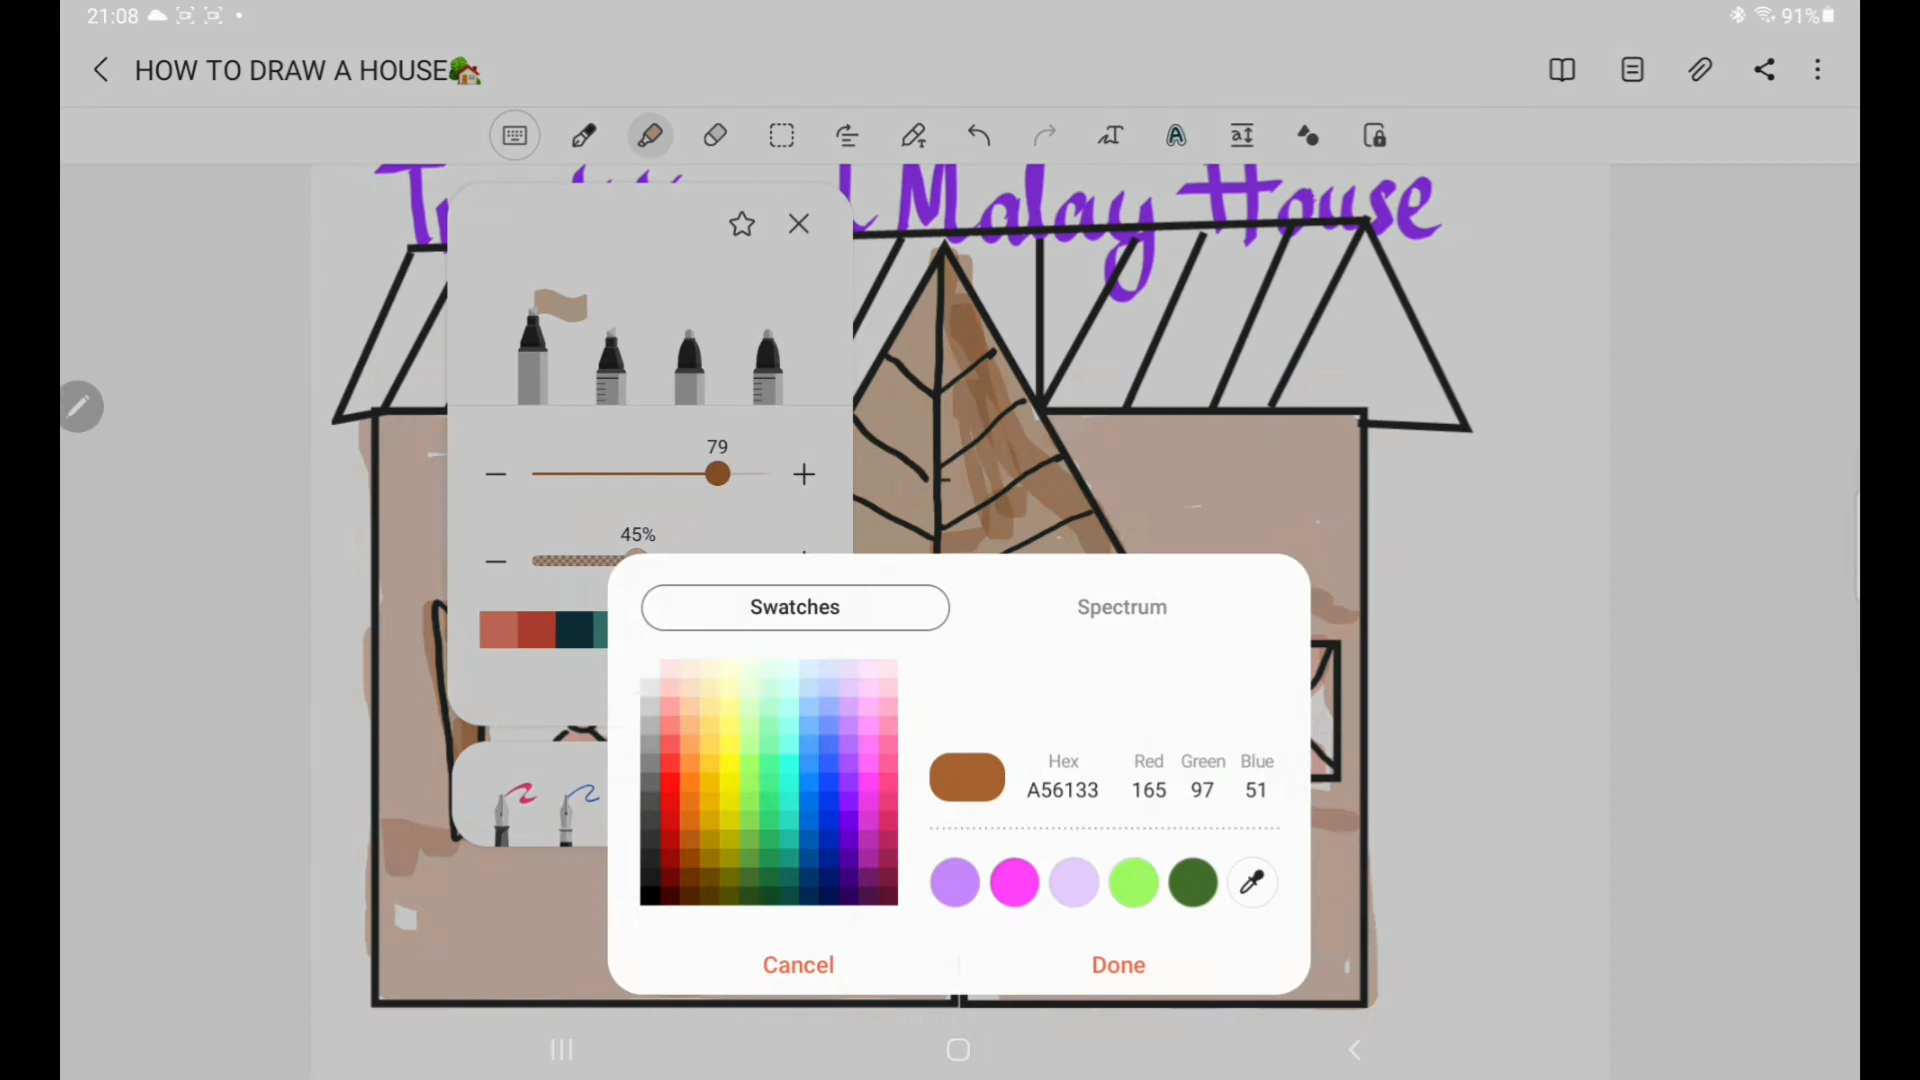 21:08
91%
HOW TO DRAW A HOUSE
Malay House
79
45%
Swatches
Spectrum
Hex Red Green Blue
A56133 165 97 51
Cancel
Done